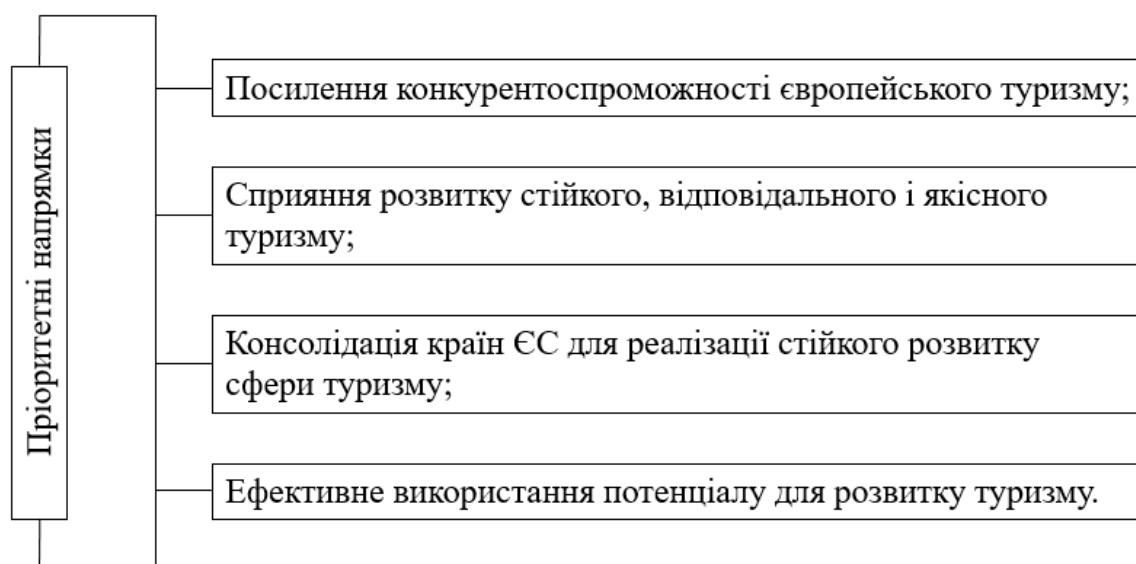 Пріоритетні напрямки
Посилення конкурентоспроможності європейського туризму;
Сприяння розвитку стійкого, відповідального і якісного
туризму;
Консолідація країн ЄС для реалізації стійкого розвитку
сфери туризму;
Ефективне використання потенціалу для розвитку туризму.